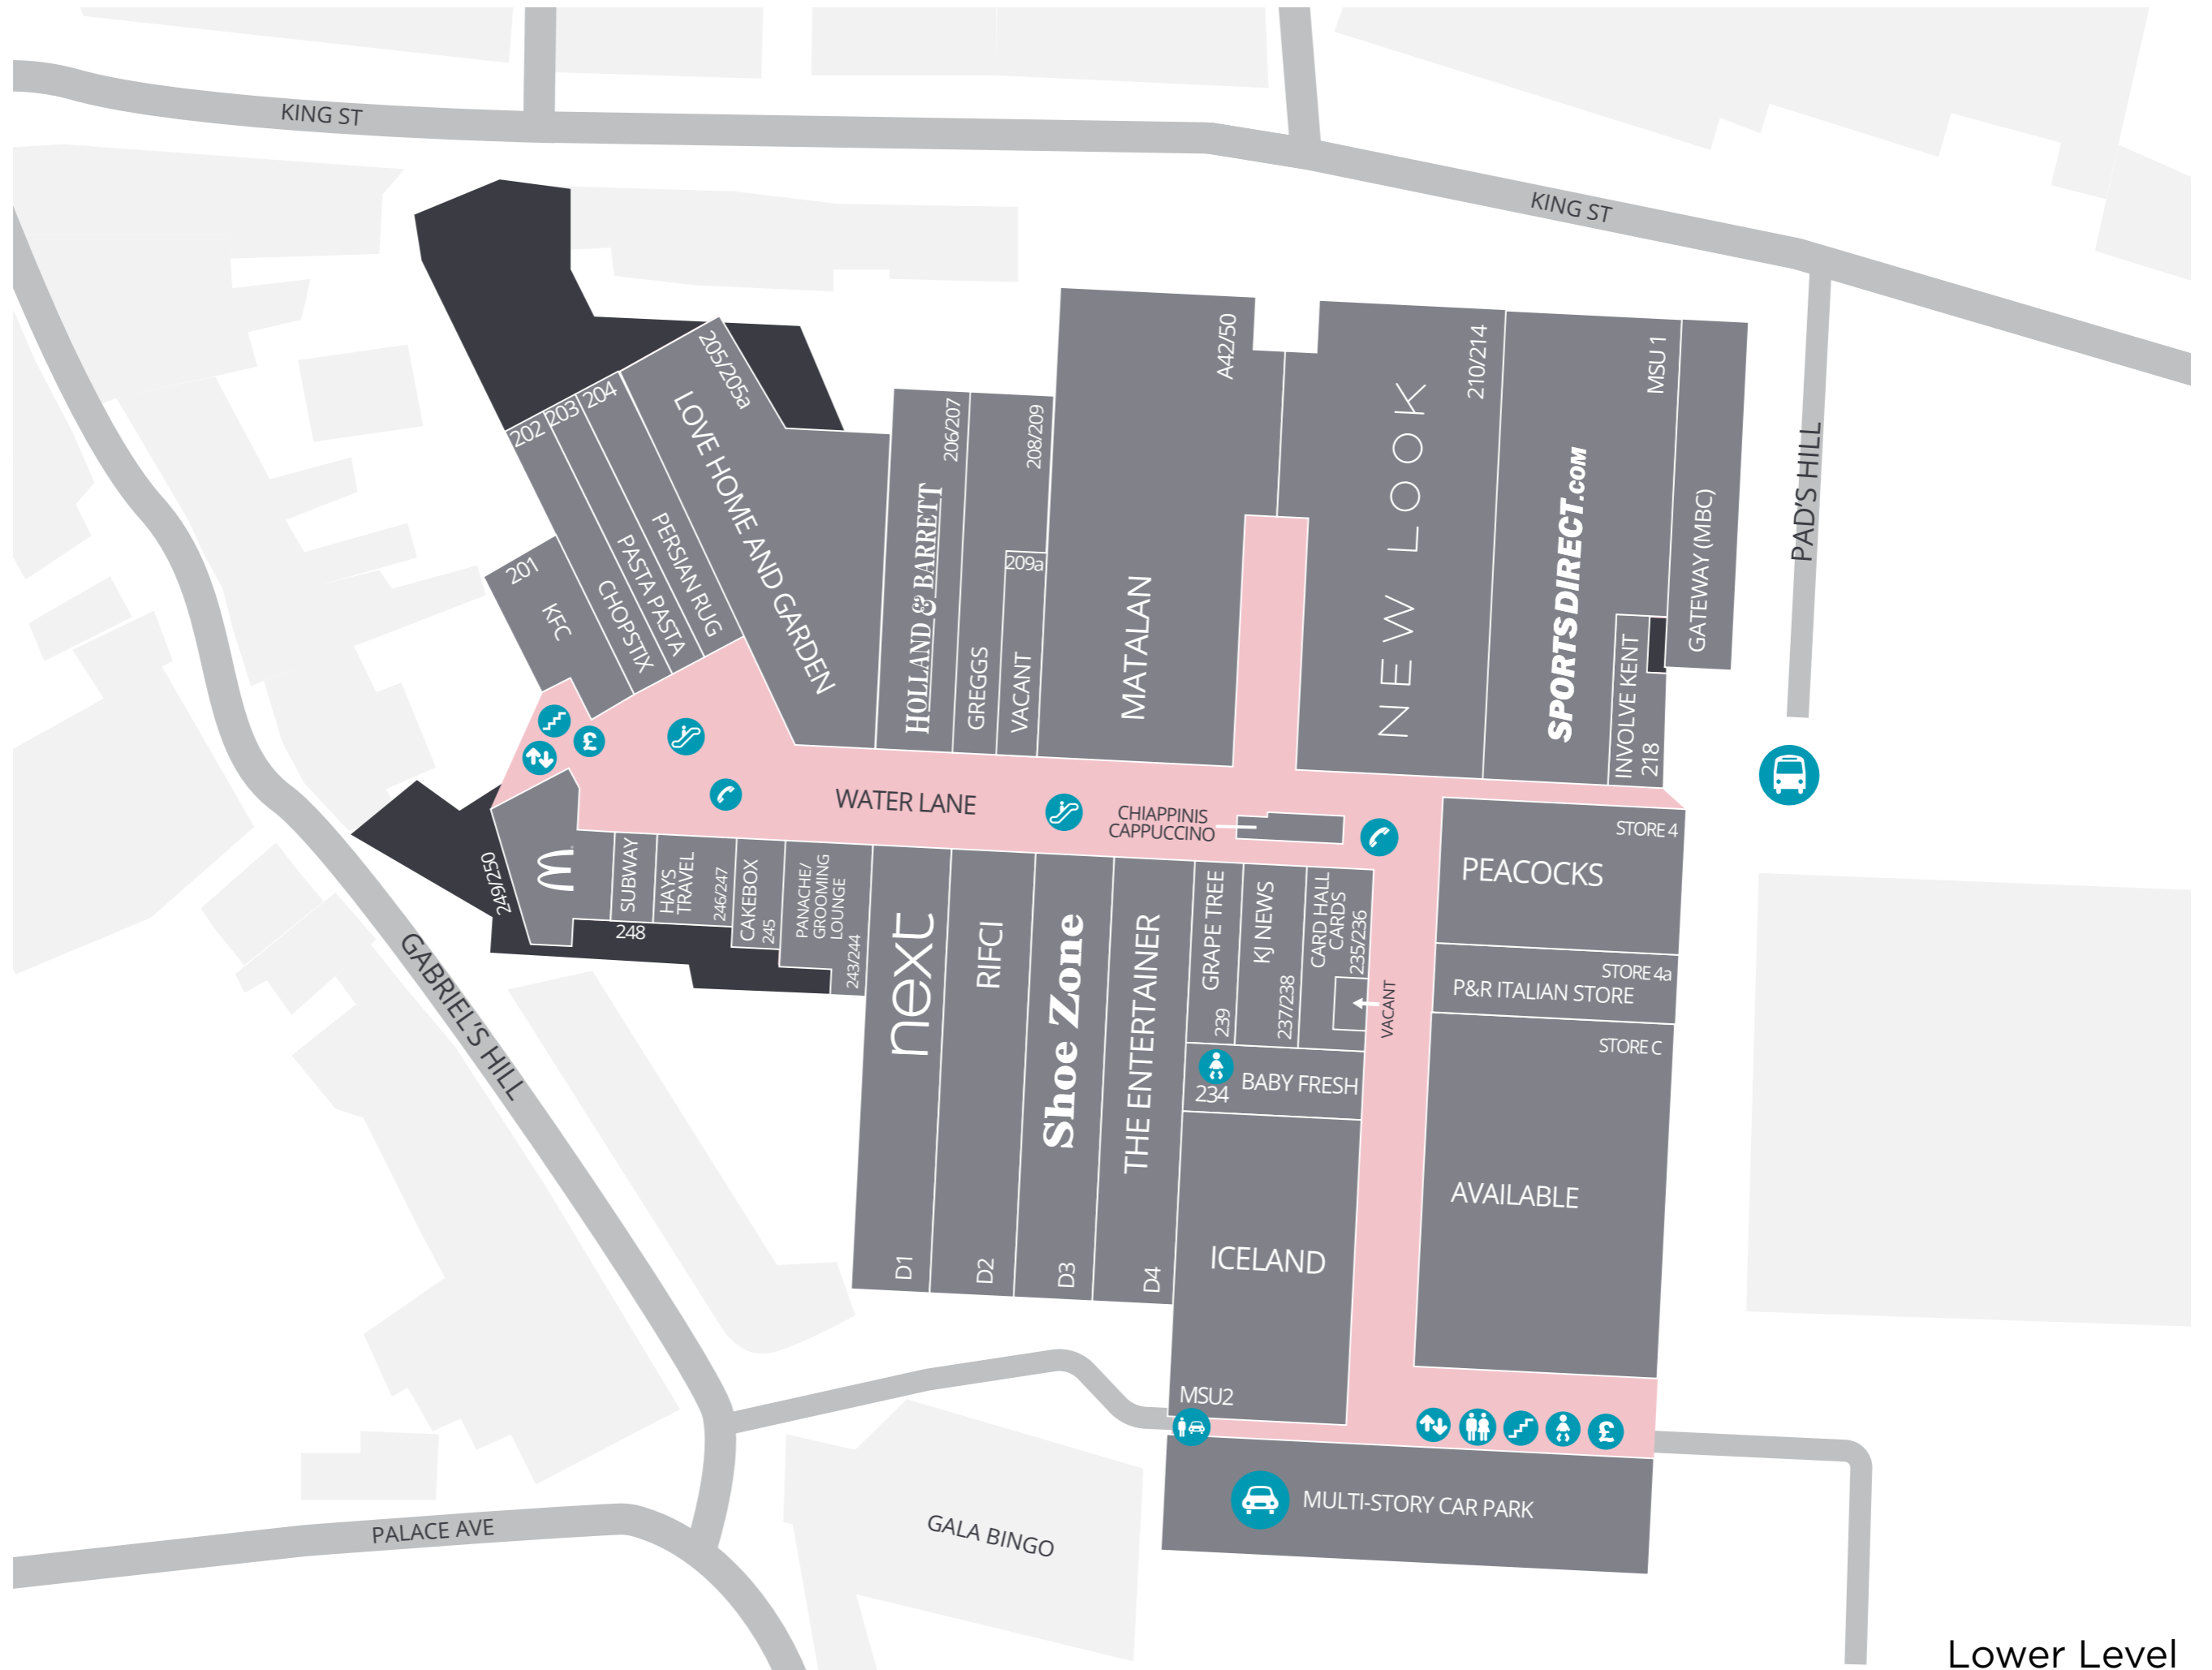 KING ST
KING ST
PAD'S HILL
GABRIEL'S HILL
PALACE AVE
GALA BINGO
201
KFC
202
CHOPSTIX
203
PASTA PASTA
204
PERSIAN RUG
205/205a
LOVE HOME AND GARDEN
206/207
HOLLAND & BARRETT
208/209
GREGGS
209a
VACANT
A42/50
MATALAN
210/214
NEW LOOK
MSU 1
SPORTSDIRECT.COM
GATEWAY (MBC)
INVOLVE KENT
218
£
WATER LANE
CHIAPPINIS
CAPPUCCINO
249/250
M
SUBWAY
248
HAYS
TRAVEL
246/247
CAKEBOX
245
PANACHE/
GROOMING
LOUNGE
243/244
next
D1
RIFCI
D2
Shoe Zone
D3
THE ENTERTAINER
D4
GRAPE TREE
239
KJ NEWS
237/238
CARD HALL
CARDS
235/236
VACANT
234
BABY FRESH
ICELAND
MSU2
STORE 4
PEACOCKS
STORE 4a
P&R ITALIAN STORE
STORE C
AVAILABLE
£
MULTI-STORY CAR PARK
Lower Level